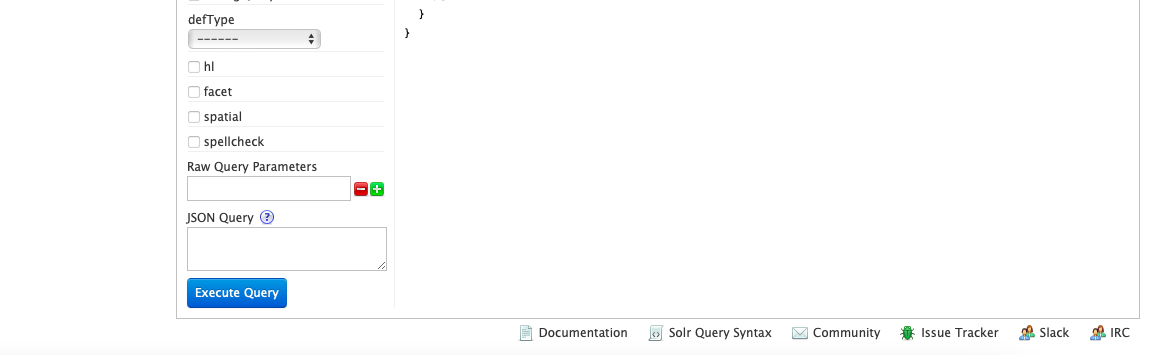 }
}
defType
------
hl
facet
spatial
spellcheck
Raw Query Parameters
JSON Query ?
Execute Query
Documentation Solr Query Syntax Community Issue Tracker Slack IRC